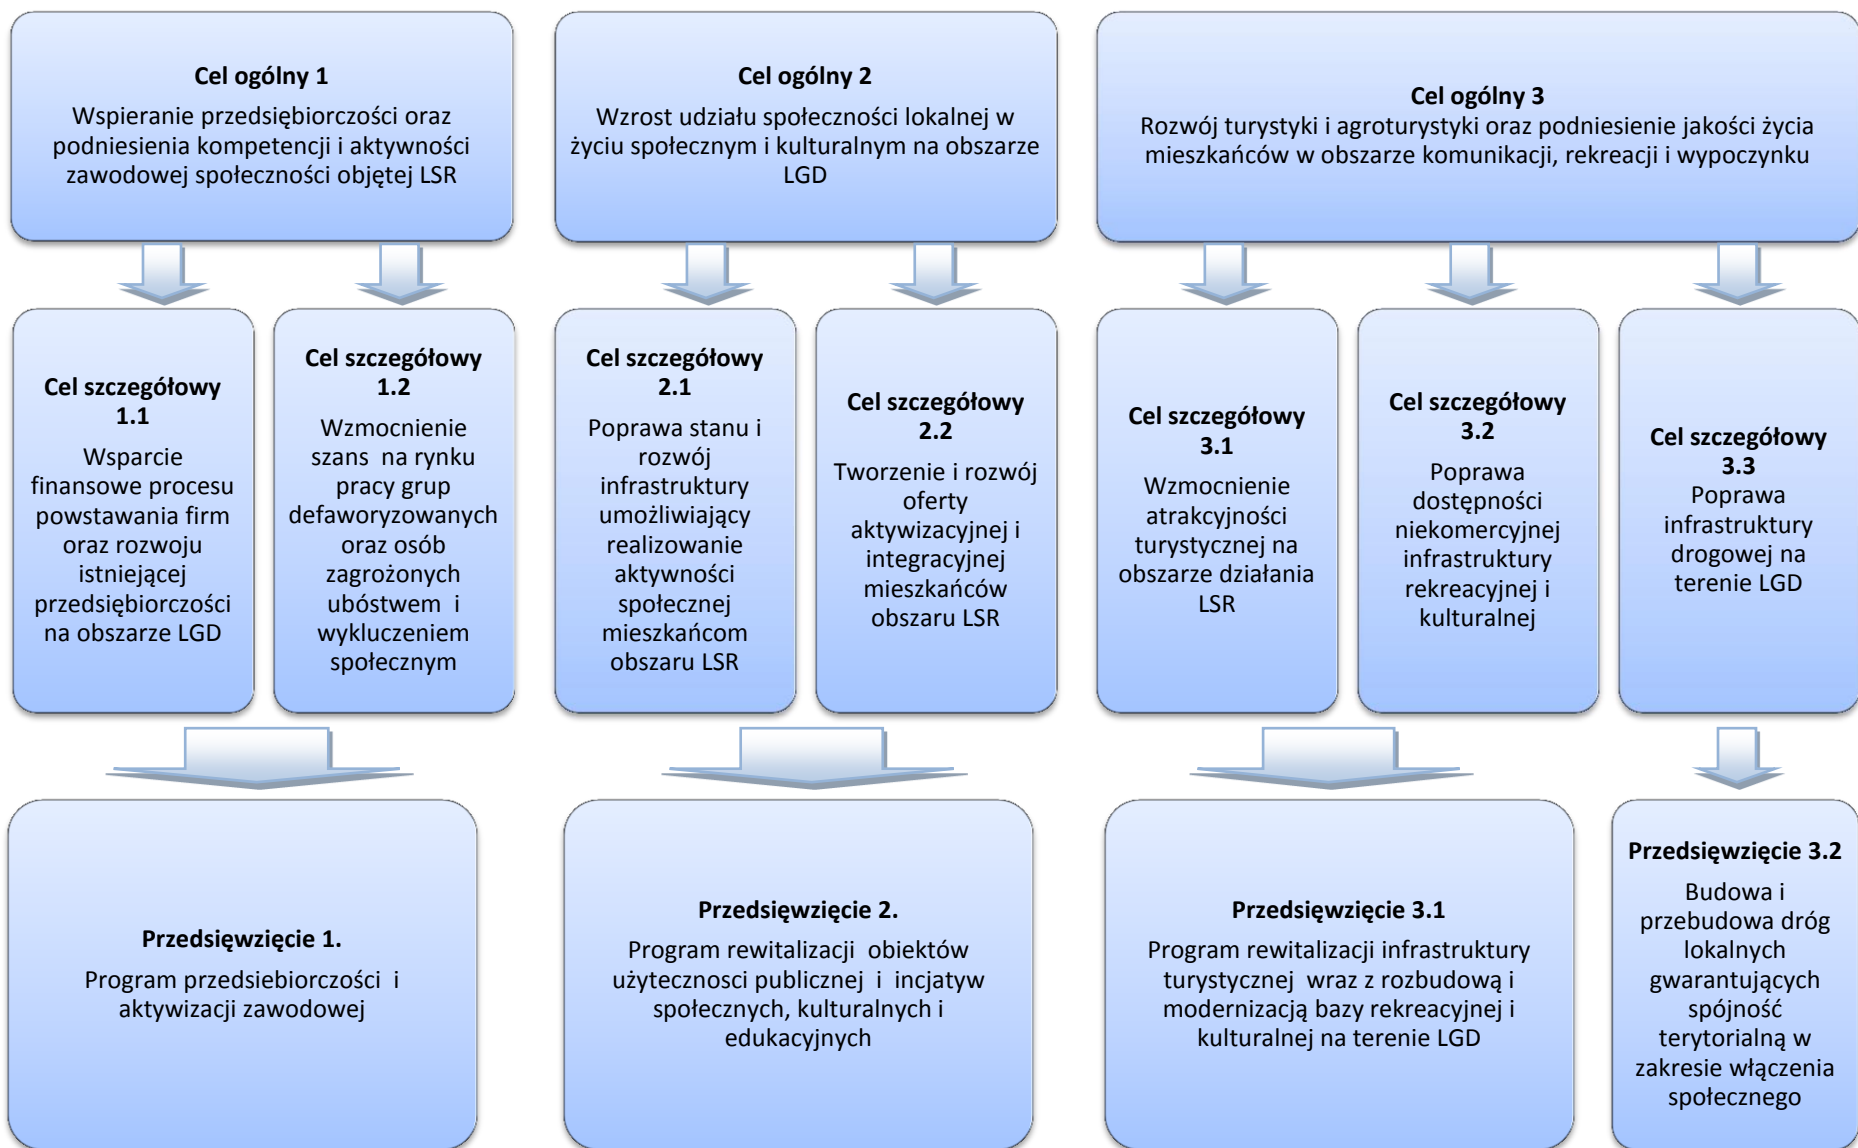 Cel ogólny 1
Wspieranie przedsiębiorczości oraz
podniesienia kompetencji i aktywności
zawodowej społeczności objętej LSR
Cel ogólny 2
Wzrost udziału społeczności lokalnej w
życiu społecznym i kulturalnym na obszarze
LGD
Cel ogólny 3
Rozwój turystyki i agroturystyki oraz podniesienie jakości życia
mieszkańców w obszarze komunikacji, rekreacji i wypoczynku
Cel szczegółowy
1.1
Wsparcie
finansowe procesu
powstawania firm
oraz rozwoju
istniejącej
przedsiębiorczości
na obszarze LGD
Cel szczegółowy
1.2
Wzmocnienie
szans na rynku
pracy grup
defaworyzowanych
oraz osób
zagrożonych
ubóstwem i
wykluczeniem
społecznym
Cel szczegółowy
2.1
Poprawa stanu i
rozwój
infrastruktury
umożliwiający
realizowanie
aktywności
społecznej
mieszkańcom
obszaru LSR
Cel szczegółowy
2.2
Tworzenie i rozwój
oferty
aktywizacyjnej i
integracyjnej
mieszkańców
obszaru LSR
Cel szczegółowy
3.1
Wzmocnienie
atrakcyjności
turystycznej na
obszarze działania
LSR
Cel szczegółowy
3.2
Poprawa
dostępności
niekomercyjnej
infrastruktury
rekreacyjnej i
kulturalnej
Cel szczegółowy
3.3
Poprawa
infrastruktury
drogowej na
terenie LGD
Przedsięwzięcie 1.
Program przedsiebiorczości i
aktywizacji zawodowej
Przedsięwzięcie 2.
Program rewitalizacji obiektów
użytecznosci publicznej i incjatyw
społecznych, kulturalnych i
edukacyjnych
Przedsięwzięcie 3.1
Program rewitalizacji infrastruktury
turystycznej wraz z rozbudową i
modernizacją bazy rekreacyjnej i
kulturalnej na terenie LGD
Przedsięwzięcie 3.2
Budowa i
przebudowa dróg
lokalnych
gwarantujących
spójność
terytorialną w
zakresie włączenia
społecznego